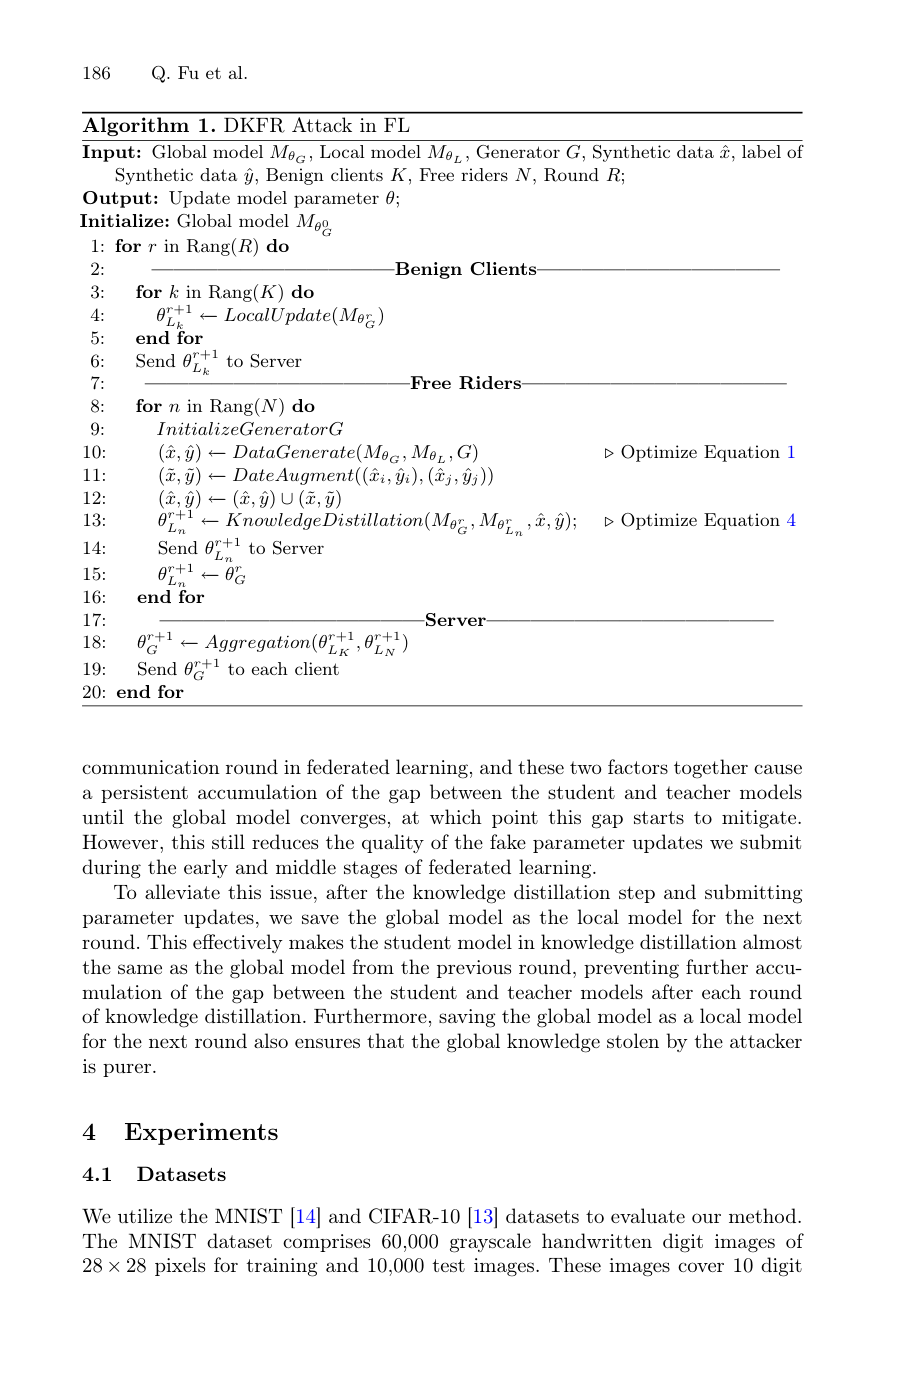 186 Q. Fu et al.
Algorithm 1. DKFR Attack in FL
Input: Global model M_{θ_G}, Local model M_{θ_L}, Generator G, Synthetic data x̂, label of
Synthetic data ŷ, Benign clients K, Free riders N, Round R;
Output: Update model parameter θ;
Initialize: Global model M_{θ_G^0}
1: for r in Rang(R) do
2: ——————————Benign Clients——————————
3: for k in Rang(K) do
4: θ_{L_k}^{r+1} ← LocalUpdate(M_{θ_G^r})
5: end for
6: Send θ_{L_k}^{r+1} to Server
7: ——————————Free Riders——————————
8: for n in Rang(N) do
9: InitializeGeneratorG
10: (x̂, ŷ) ← DataGenerate(M_{θ_G}, M_{θ_L}, G) ▷ Optimize Equation 1
11: (x̃, ỹ) ← DateAugment((x̂_i, ŷ_i), (x̂_j, ŷ_j))
12: (x̂, ŷ) ← (x̂, ŷ) ∪ (x̃, ỹ)
13: θ_{L_n}^{r+1} ← KnowledgeDistillation(M_{θ_G^r}, M_{θ_{L_n}^r}, x̂, ŷ); ▷ Optimize Equation 4
14: Send θ_{L_n}^{r+1} to Server
15: θ_{L_n}^{r+1} ← θ_G^r
16: end for
17: ——————————Server——————————
18: θ_G^{r+1} ← Aggregation(θ_{L_K}^{r+1}, θ_{L_N}^{r+1})
19: Send θ_G^{r+1} to each client
20: end for
communication round in federated learning, and these two factors together cause
a persistent accumulation of the gap between the student and teacher models
until the global model converges, at which point this gap starts to mitigate.
However, this still reduces the quality of the fake parameter updates we submit
during the early and middle stages of federated learning.
To alleviate this issue, after the knowledge distillation step and submitting
parameter updates, we save the global model as the local model for the next
round. This effectively makes the student model in knowledge distillation almost
the same as the global model from the previous round, preventing further accu-
mulation of the gap between the student and teacher models after each round
of knowledge distillation. Furthermore, saving the global model as a local model
for the next round also ensures that the global knowledge stolen by the attacker
is purer.
4 Experiments
4.1 Datasets
We utilize the MNIST [14] and CIFAR-10 [13] datasets to evaluate our method.
The MNIST dataset comprises 60,000 grayscale handwritten digit images of
28 × 28 pixels for training and 10,000 test images. These images cover 10 digit